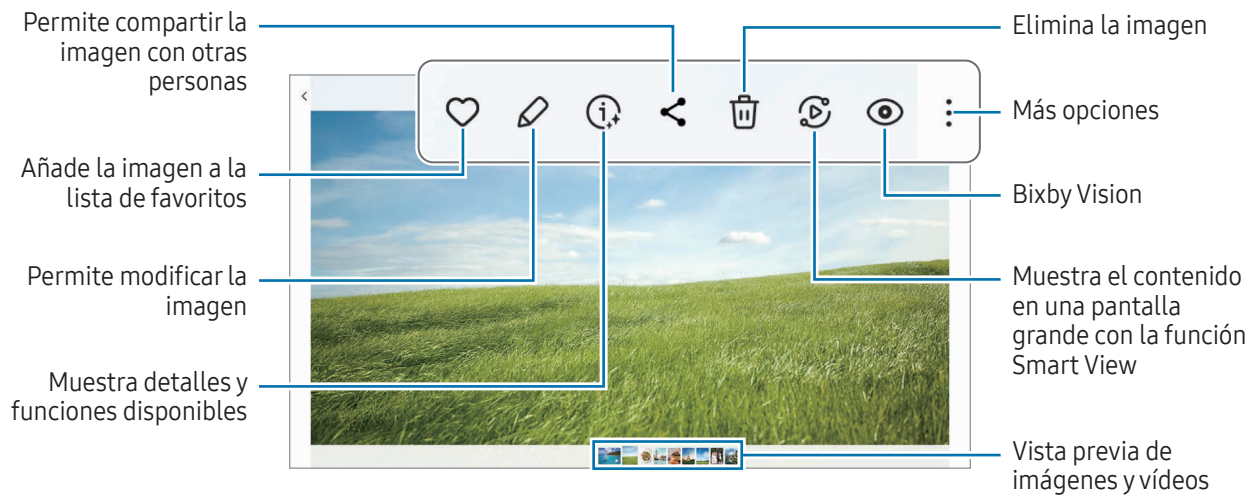 Permite compartir la
imagen con otras
personas
Añade la imagen a la
lista de favoritos
Permite modificar la
imagen
Muestra detalles y
funciones disponibles
Elimina la imagen
Más opciones
Bixby Vision
Muestra el contenido
en una pantalla
grande con la función
Smart View
Vista previa de
imágenes y vídeos